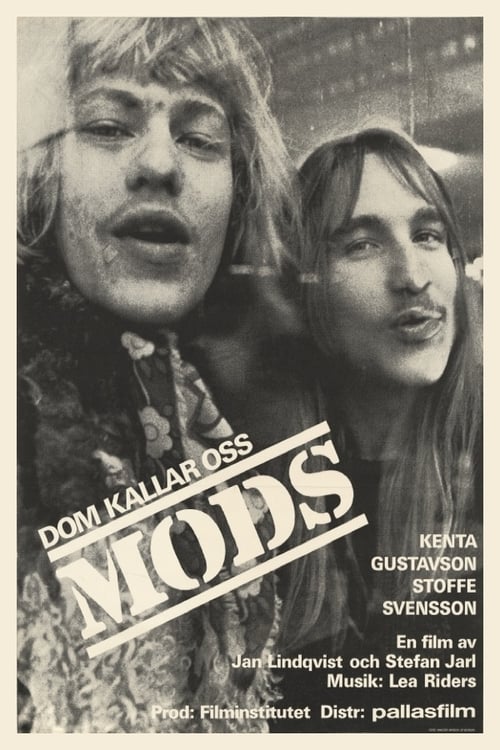 DOM KALLAR OSS
MODS
KENTA
GUSTAVSON
STOFFE
SVENSSON
En film av
Jan Lindqvist och Stefan Jarl
Musik: Lea Riders
Prod: Filminstitutet Distr: pallasfilm